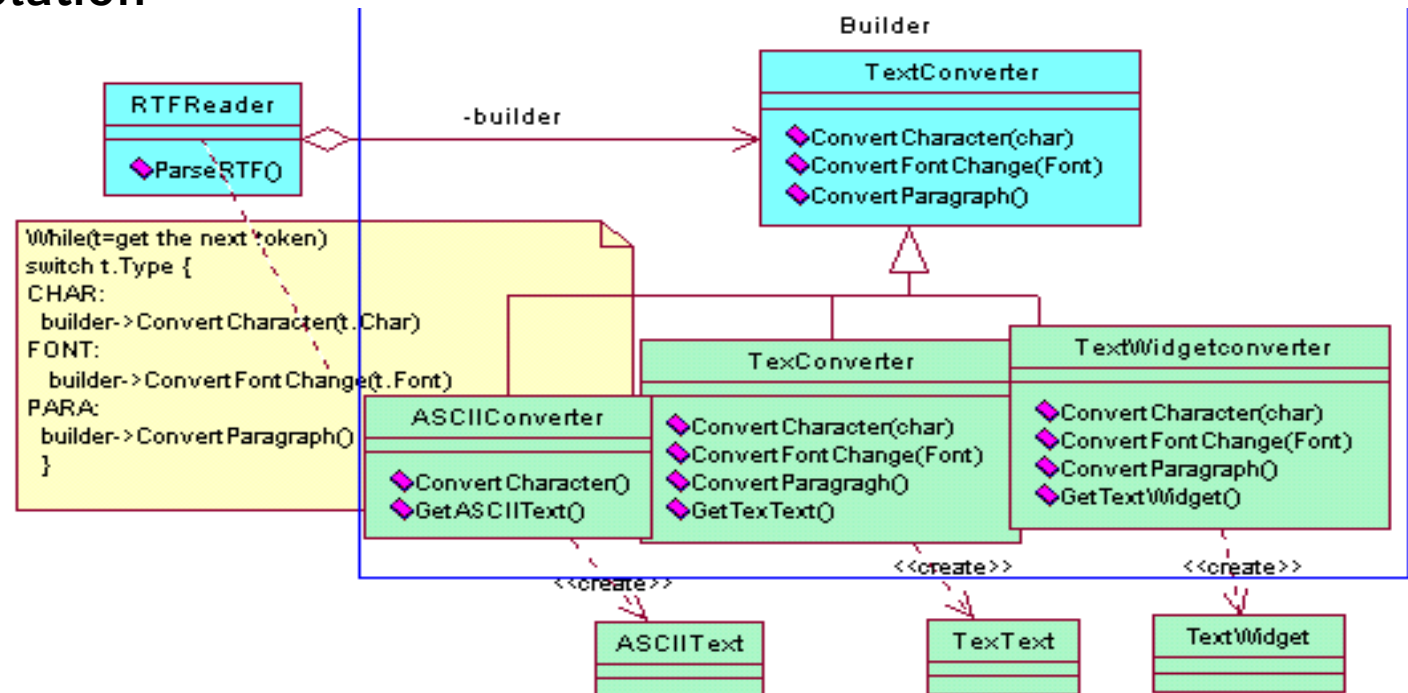 Builder
TextConverter
ConvertCharacter(char)
ConvertFontChange(Font)
ConvertParagraph()
RTFReader
ParseRTF()
-builder
While(t=get the next token)
switch t.Type {
CHAR:
builder->ConvertCharacter(t.Char)
FONT:
builder->ConvertFontChange(t.Font)
PARA:
builder->ConvertParagraph()
}
ASCIIConverter
ConvertCharacter()
GetASCIIText()
TexConverter
ConvertCharacter(char)
ConvertFontChange(Font)
ConvertParagragh()
GetTexText()
TextWidgetconverter
ConvertCharacter(char)
ConvertFontChange(Font)
ConvertParagraph()
GetTextWidget()
<<create>>
<<create>>
<<create>>
ASCIIText
TexText
TextWidget